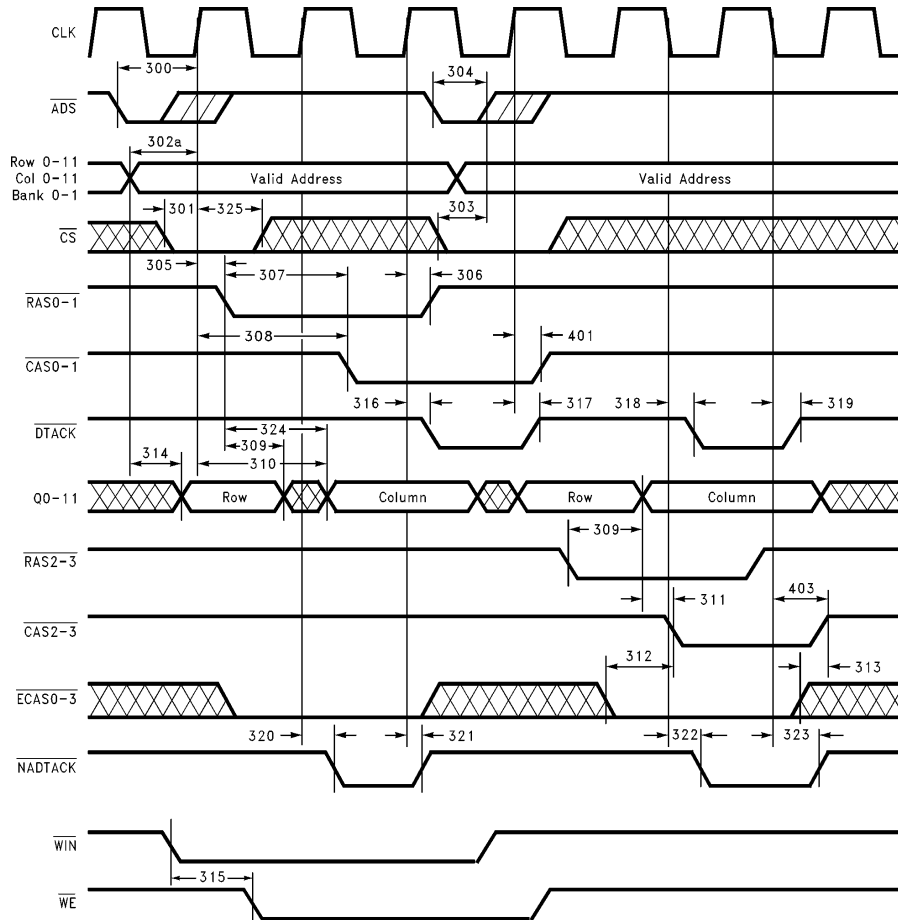 CLK
300
304
ADS
302a
Row 0-11
Col 0-11
Bank 0-1
Valid Address
Valid Address
301
325
303
CS
305
307
306
RAS0-1
308
401
CAS0-1
316
317
318
319
DTACK
324
309
314
310
Q0-11
Row
Column
Row
Column
309
RAS2-3
311
403
CAS2-3
312
313
ECAS0-3
320
321
322
323
NADTACK
WIN
315
WE